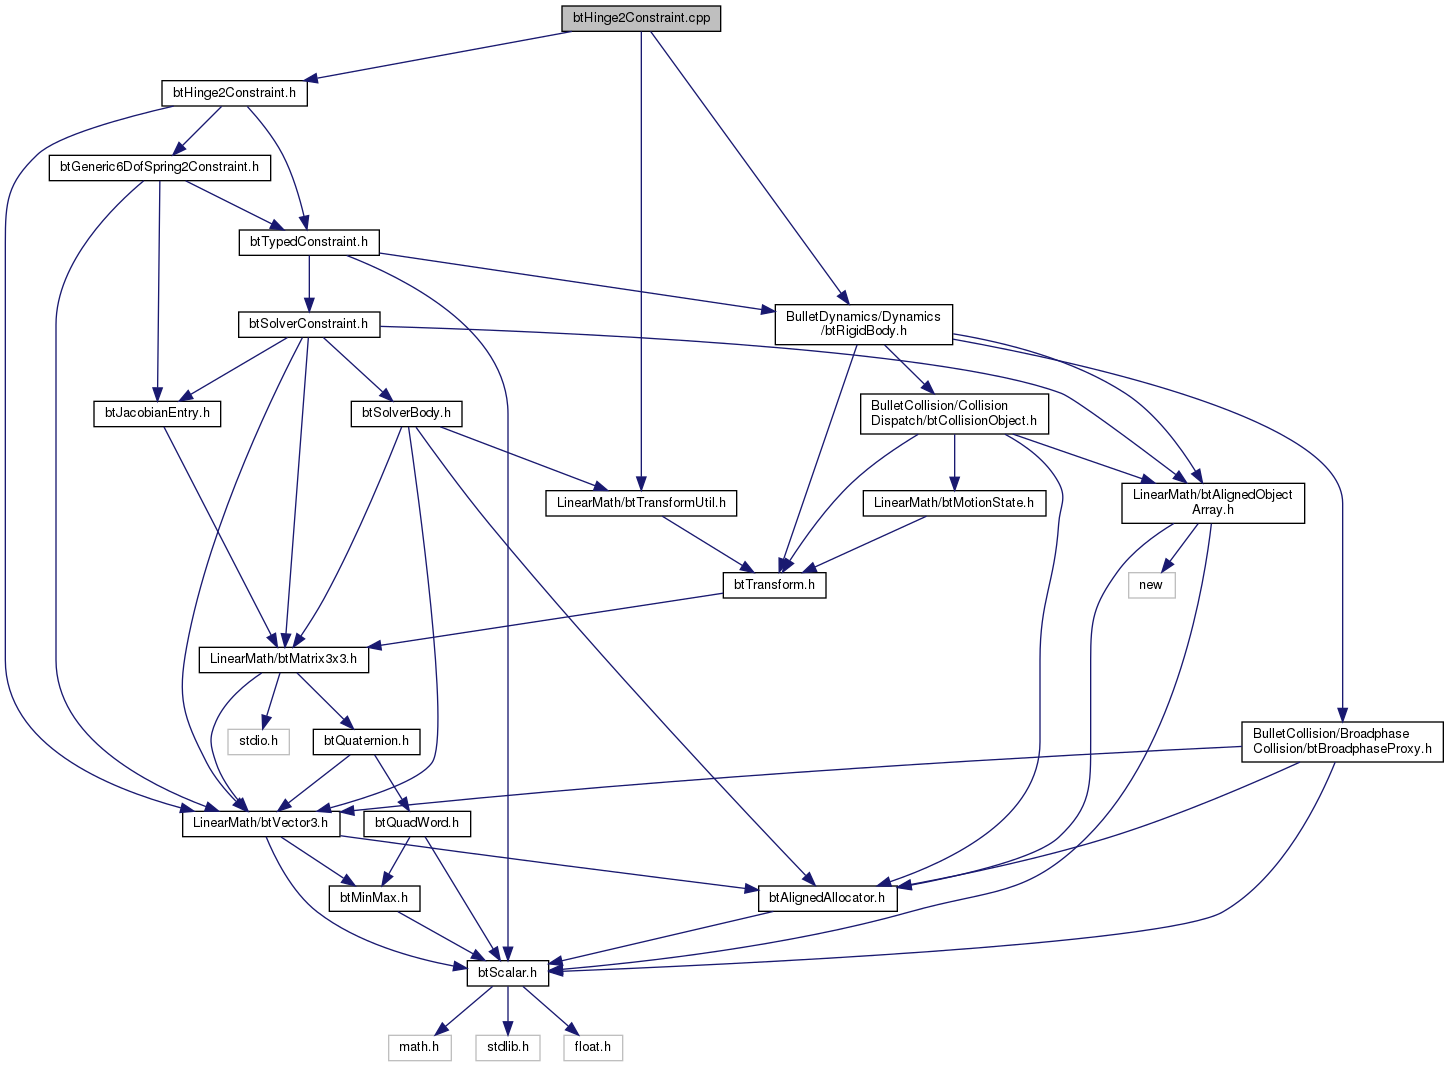 btHinge2Constraint.cpp
btHinge2Constraint.h
btGeneric6DofSpring2Constraint.h
btTypedConstraint.h
BulletDynamics/Dynamics
/btRigidBody.h
btSolverConstraint.h
btJacobianEntry.h
btSolverBody.h
BulletCollision/Collision
Dispatch/btCollisionObject.h
LinearMath/btTransformUtil.h
LinearMath/btMotionState.h
LinearMath/btAlignedObject
Array.h
btTransform.h
new
LinearMath/btMatrix3x3.h
stdio.h
btQuaternion.h
BulletCollision/Broadphase
Collision/btBroadphaseProxy.h
LinearMath/btVector3.h
btQuadWord.h
btMinMax.h
btAlignedAllocator.h
btScalar.h
math.h
stdlib.h
float.h